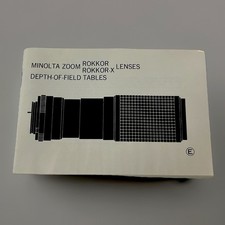 MINOLTA ZOOM ROKKOR LENSES
ROKKOR-X
DEPTH-OF-FIELD TABLES
E